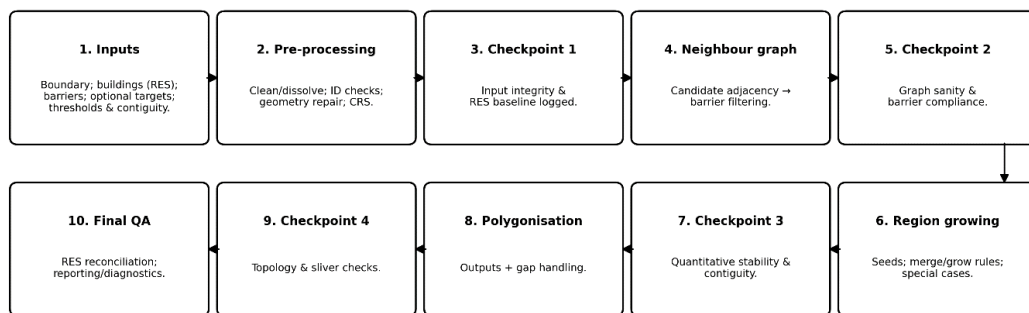 1. Inputs
Boundary; buildings (RES);
barriers; optional targets;
thresholds & contiguity.
2. Pre-processing
Clean/dissolve; ID checks;
geometry repair; CRS.
3. Checkpoint 1
Input integrity &
RES baseline logged.
4. Neighbour graph
Candidate adjacency →
barrier filtering.
5. Checkpoint 2
Graph sanity &
barrier compliance.
6. Region growing
Seeds; merge/grow rules;
special cases.
7. Checkpoint 3
Quantitative stability &
contiguity.
8. Polygonisation
Outputs + gap handling.
9. Checkpoint 4
Topology & sliver checks.
10. Final QA
RES reconciliation;
reporting/diagnostics.